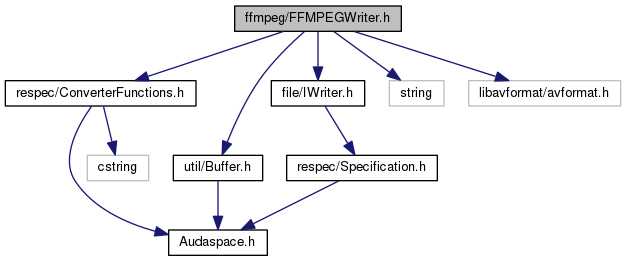 ffmpeg/FFMPEGWriter.h
respec/ConverterFunctions.h
file/IWriter.h
string
libavformat/avformat.h
cstring
util/Buffer.h
respec/Specification.h
Audaspace.h